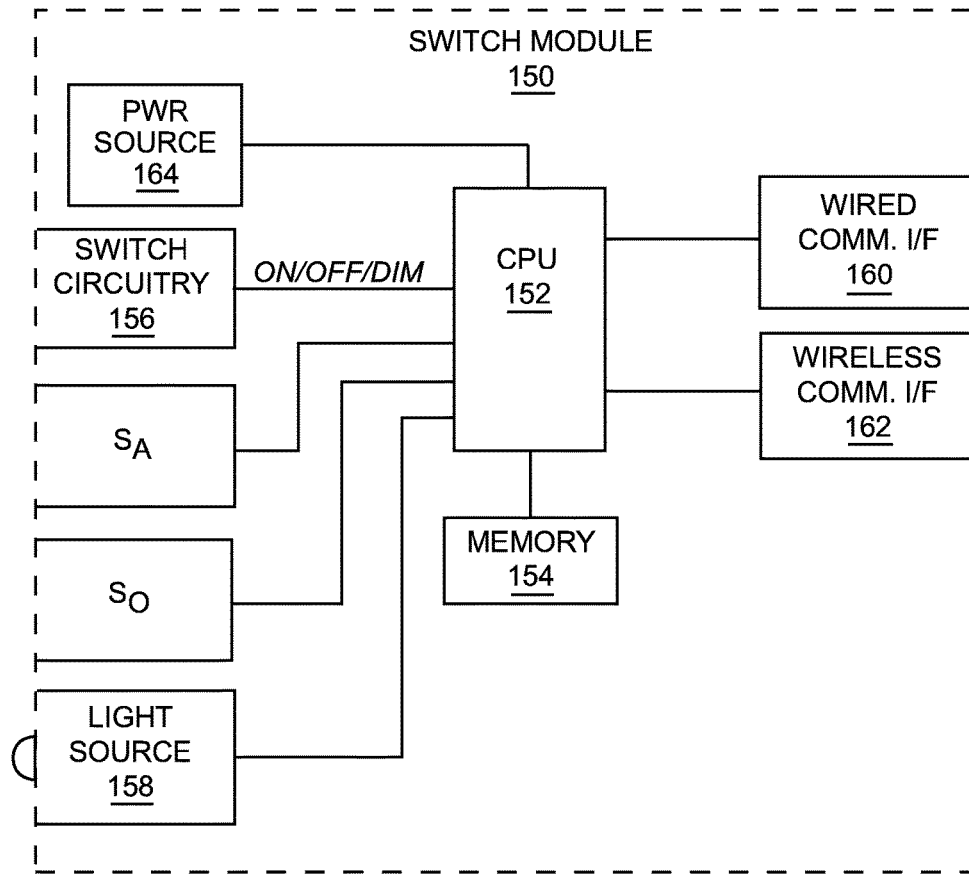 SWITCH MODULE
150
PWR
SOURCE
164
SWITCH
CIRCUITRY
156
ON/OFF/DIM
CPU
152
WIRED
COMM. I/F
160
WIRELESS
COMM. I/F
162
SA
SO
MEMORY
154
LIGHT
SOURCE
158